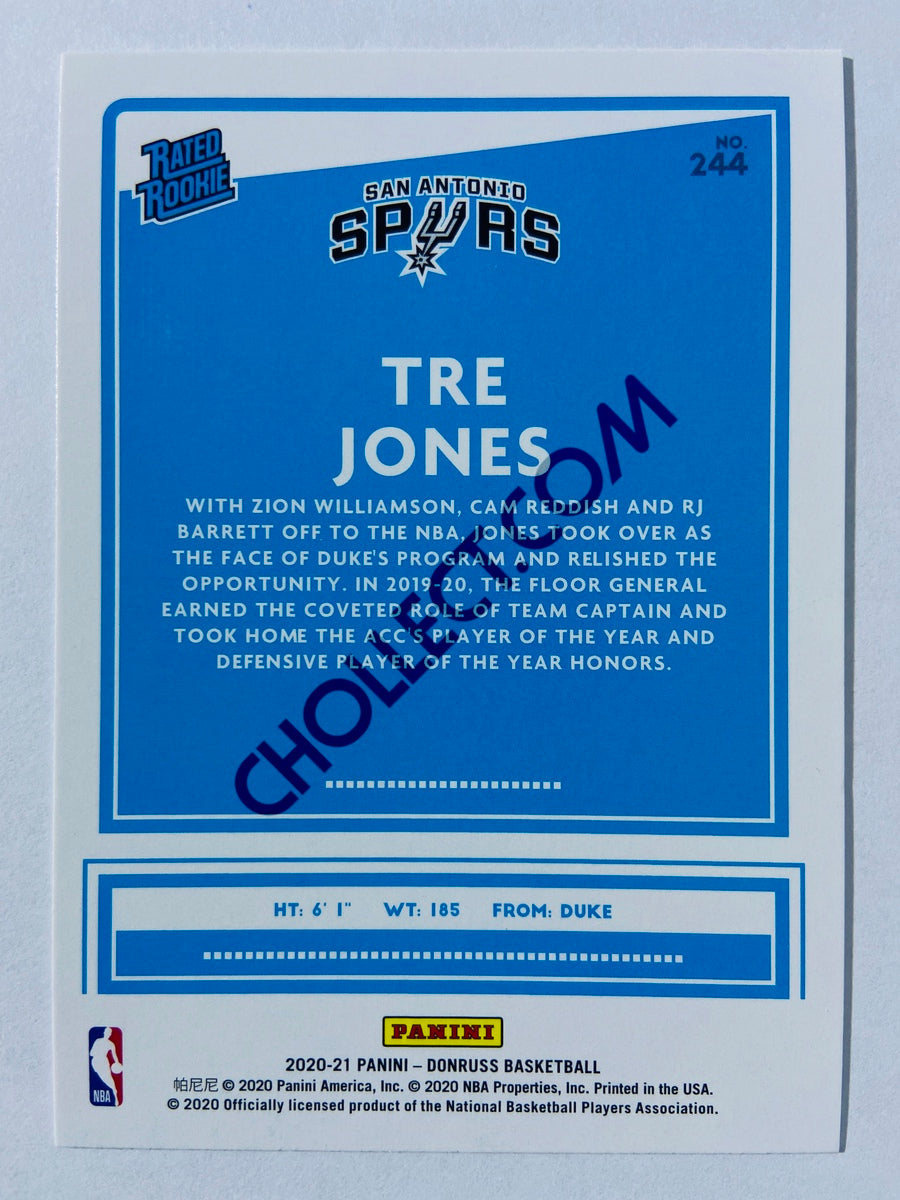 RATED
ROOKIE
NO.
244
SAN ANTONIO
SPURS
TRE
JONES
WITH ZION WILLIAMSON, CAM REDDISH AND RJ
BARRETT OFF TO THE NBA, JONES TOOK OVER AS
THE FACE OF DUKE'S PROGRAM AND RELISHED THE
OPPORTUNITY. IN 2019-20, THE FLOOR GENERAL
EARNED THE COVETED ROLE OF TEAM CAPTAIN AND
TOOK HOME THE ACC'S PLAYER OF THE YEAR AND
DEFENSIVE PLAYER OF THE YEAR HONORS.
CHOLLECT.COM
HT: 6' 1" WT: 185 FROM: DUKE
PANINI
NBA
2020-21 PANINI – DONRUSS BASKETBALL
帕尼尼 © 2020 Panini America, Inc. © 2020 NBA Properties, Inc. Printed in the USA.
© 2020 Officially licensed product of the National Basketball Players Association.